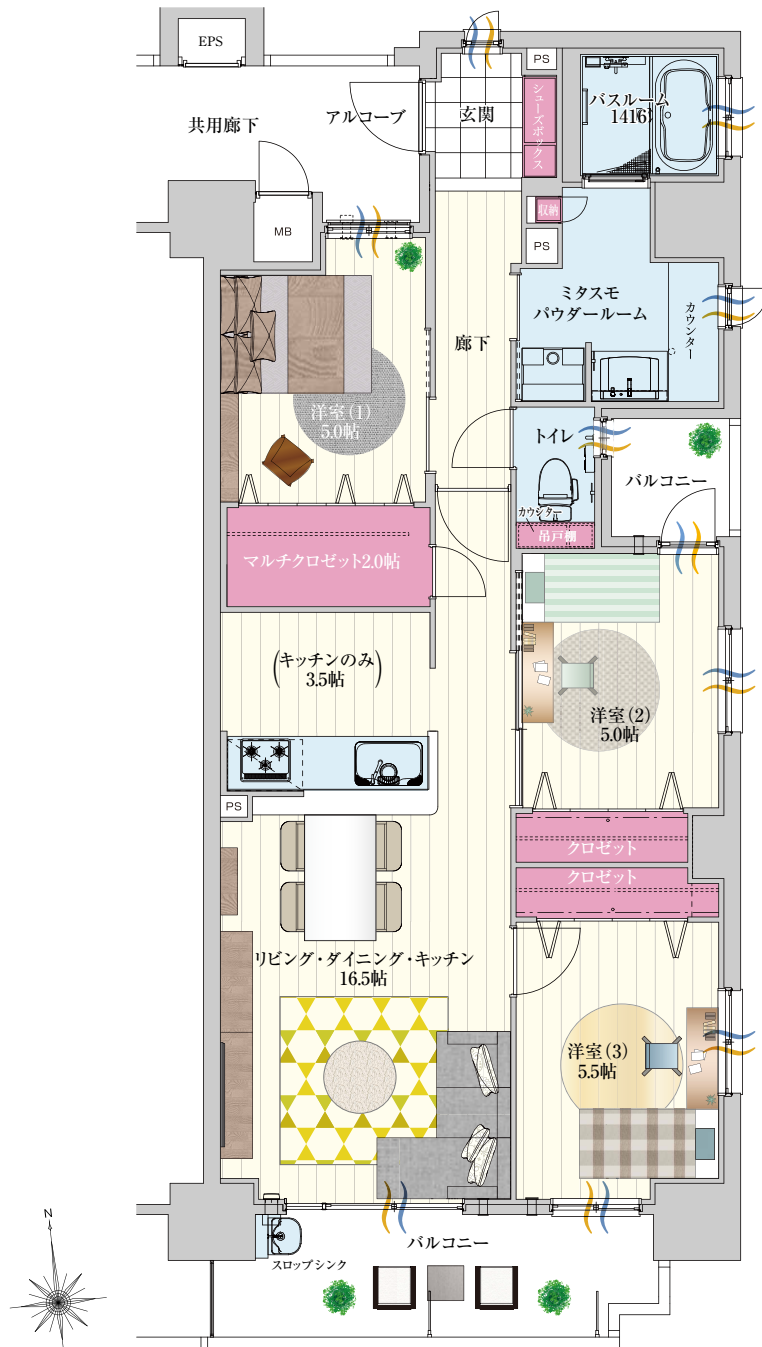 EPS
PS
シューズボックス
バスルーム
1416
共用廊下
アルコーブ
玄関
収納
MB
PS
ミタスモ
パウダールーム
カウンター
廊下
洋室(1)
5.0帖
トイレ
バルコニー
カウンター
吊戸棚
マルチクロゼット2.0帖
(キッチンのみ)
3.5帖
洋室(2)
5.0帖
PS
クロゼット
クロゼット
リビング・ダイニング・キッチン
16.5帖
洋室(3)
5.5帖
N
バルコニー
スロップシンク